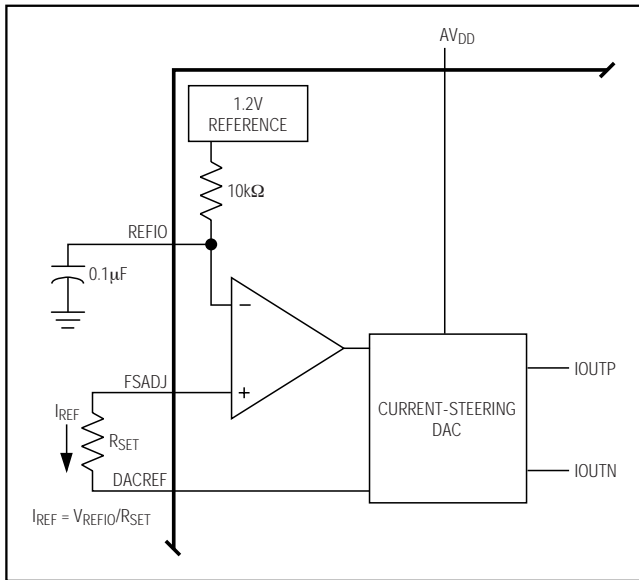 AVDD
1.2V
REFERENCE
10kΩ
REFIO
0.1μF
−
FSADJ
+
IREF
RSET
CURRENT-STEERING
DAC
IOUTP
IOUTN
DACREF
IREF = VREFIO/RSET